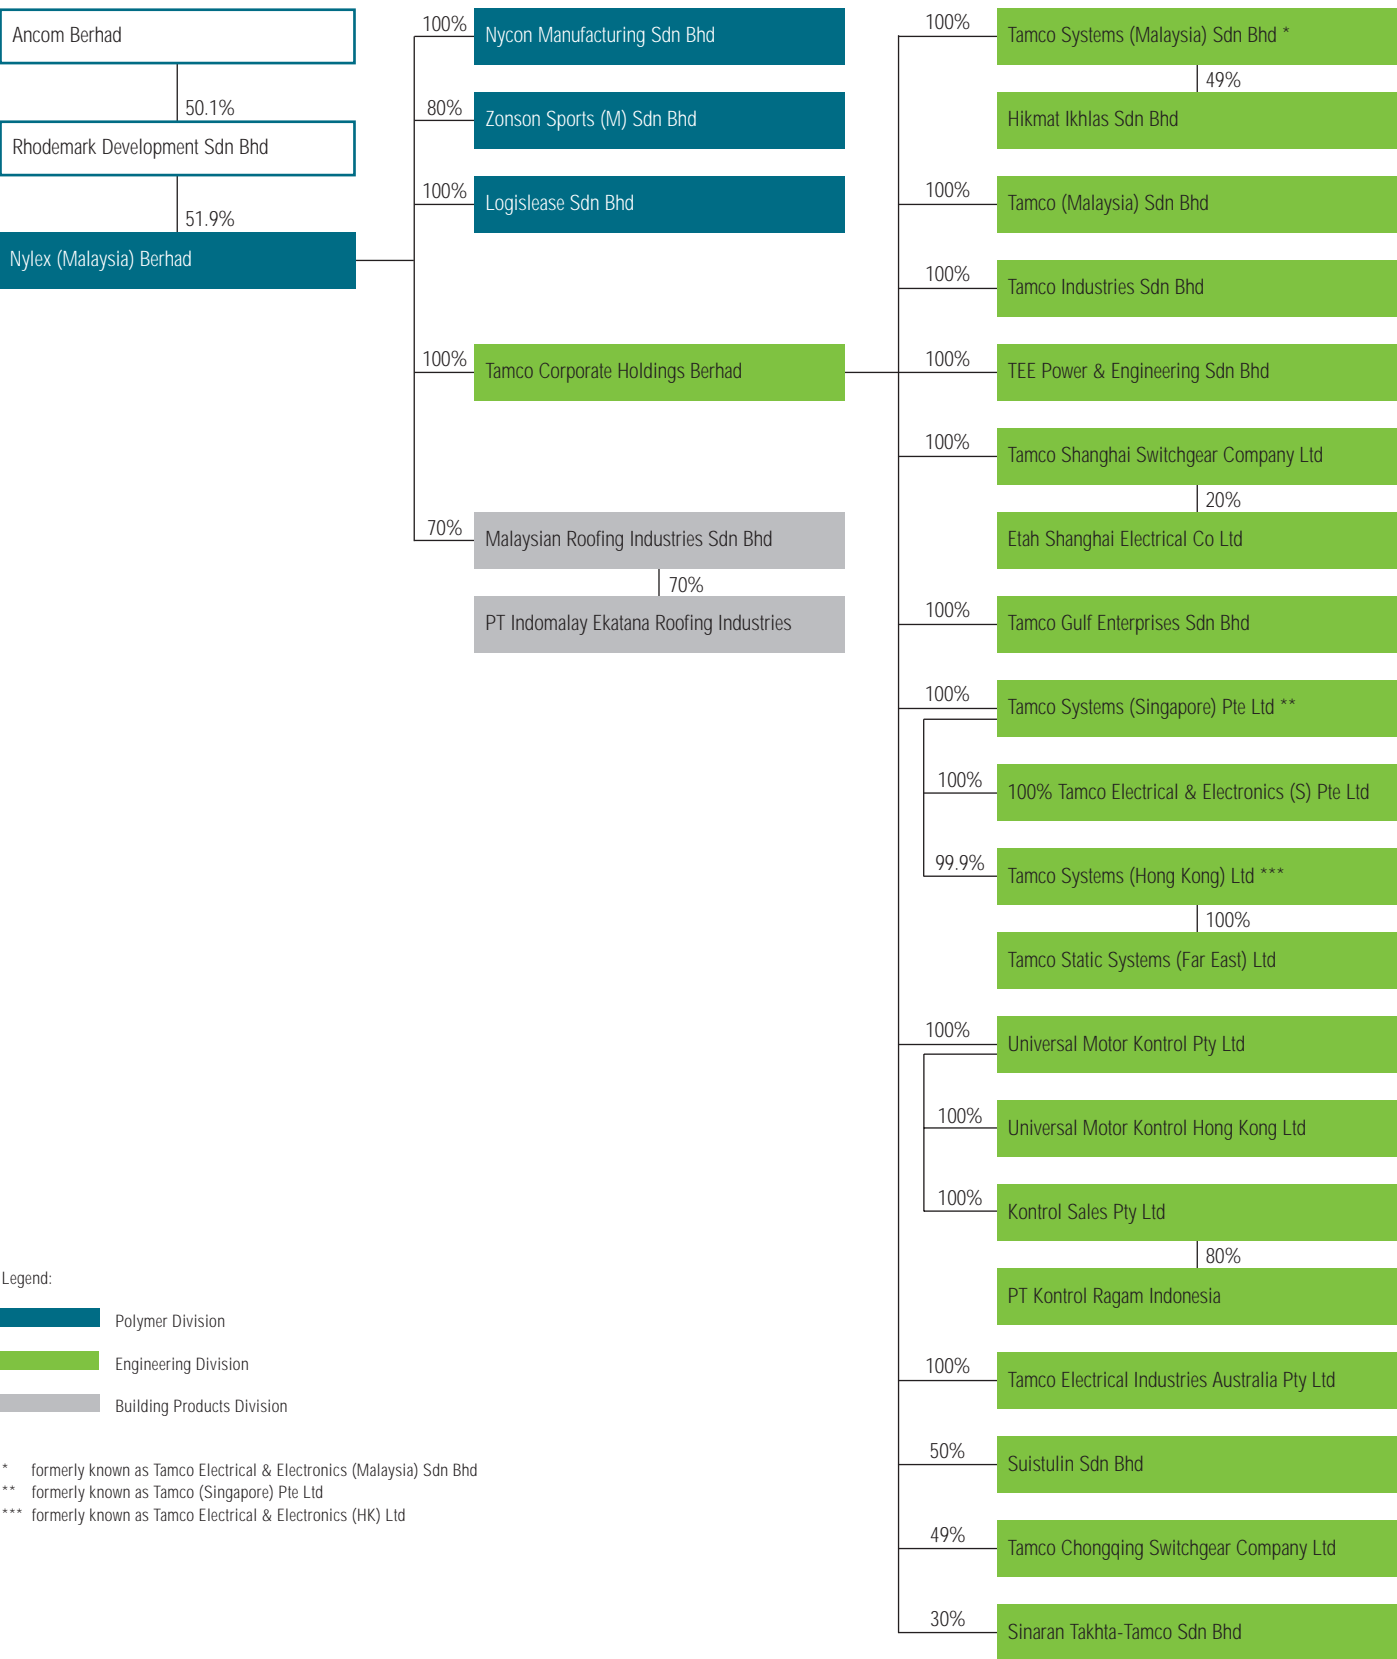 Ancom Berhad
50.1%
Rhodemark Development Sdn Bhd
51.9%
Nylex (Malaysia) Berhad
100%
Nycon Manufacturing Sdn Bhd
80%
Zonson Sports (M) Sdn Bhd
100%
Logislease Sdn Bhd
100%
Tamco Corporate Holdings Berhad
70%
Malaysian Roofing Industries Sdn Bhd
70%
PT Indomalay Ekatana Roofing Industries
100%
Tamco Systems (Malaysia) Sdn Bhd *
49%
Hikmat Ikhlas Sdn Bhd
100%
Tamco (Malaysia) Sdn Bhd
100%
Tamco Industries Sdn Bhd
100%
TEE Power & Engineering Sdn Bhd
100%
Tamco Shanghai Switchgear Company Ltd
20%
Etah Shanghai Electrical Co Ltd
100%
Tamco Gulf Enterprises Sdn Bhd
100%
Tamco Systems (Singapore) Pte Ltd **
100%
100% Tamco Electrical & Electronics (S) Pte Ltd
99.9%
Tamco Systems (Hong Kong) Ltd ***
100%
Tamco Static Systems (Far East) Ltd
100%
Universal Motor Kontrol Pty Ltd
100%
Universal Motor Kontrol Hong Kong Ltd
100%
Kontrol Sales Pty Ltd
80%
PT Kontrol Ragam Indonesia
100%
Tamco Electrical Industries Australia Pty Ltd
50%
Suistulin Sdn Bhd
49%
Tamco Chongqing Switchgear Company Ltd
30%
Sinaran Takhta-Tamco Sdn Bhd
Legend:
Polymer Division
Engineering Division
Building Products Division
* formerly known as Tamco Electrical & Electronics (Malaysia) Sdn Bhd
** formerly known as Tamco (Singapore) Pte Ltd
*** formerly known as Tamco Electrical & Electronics (HK) Ltd